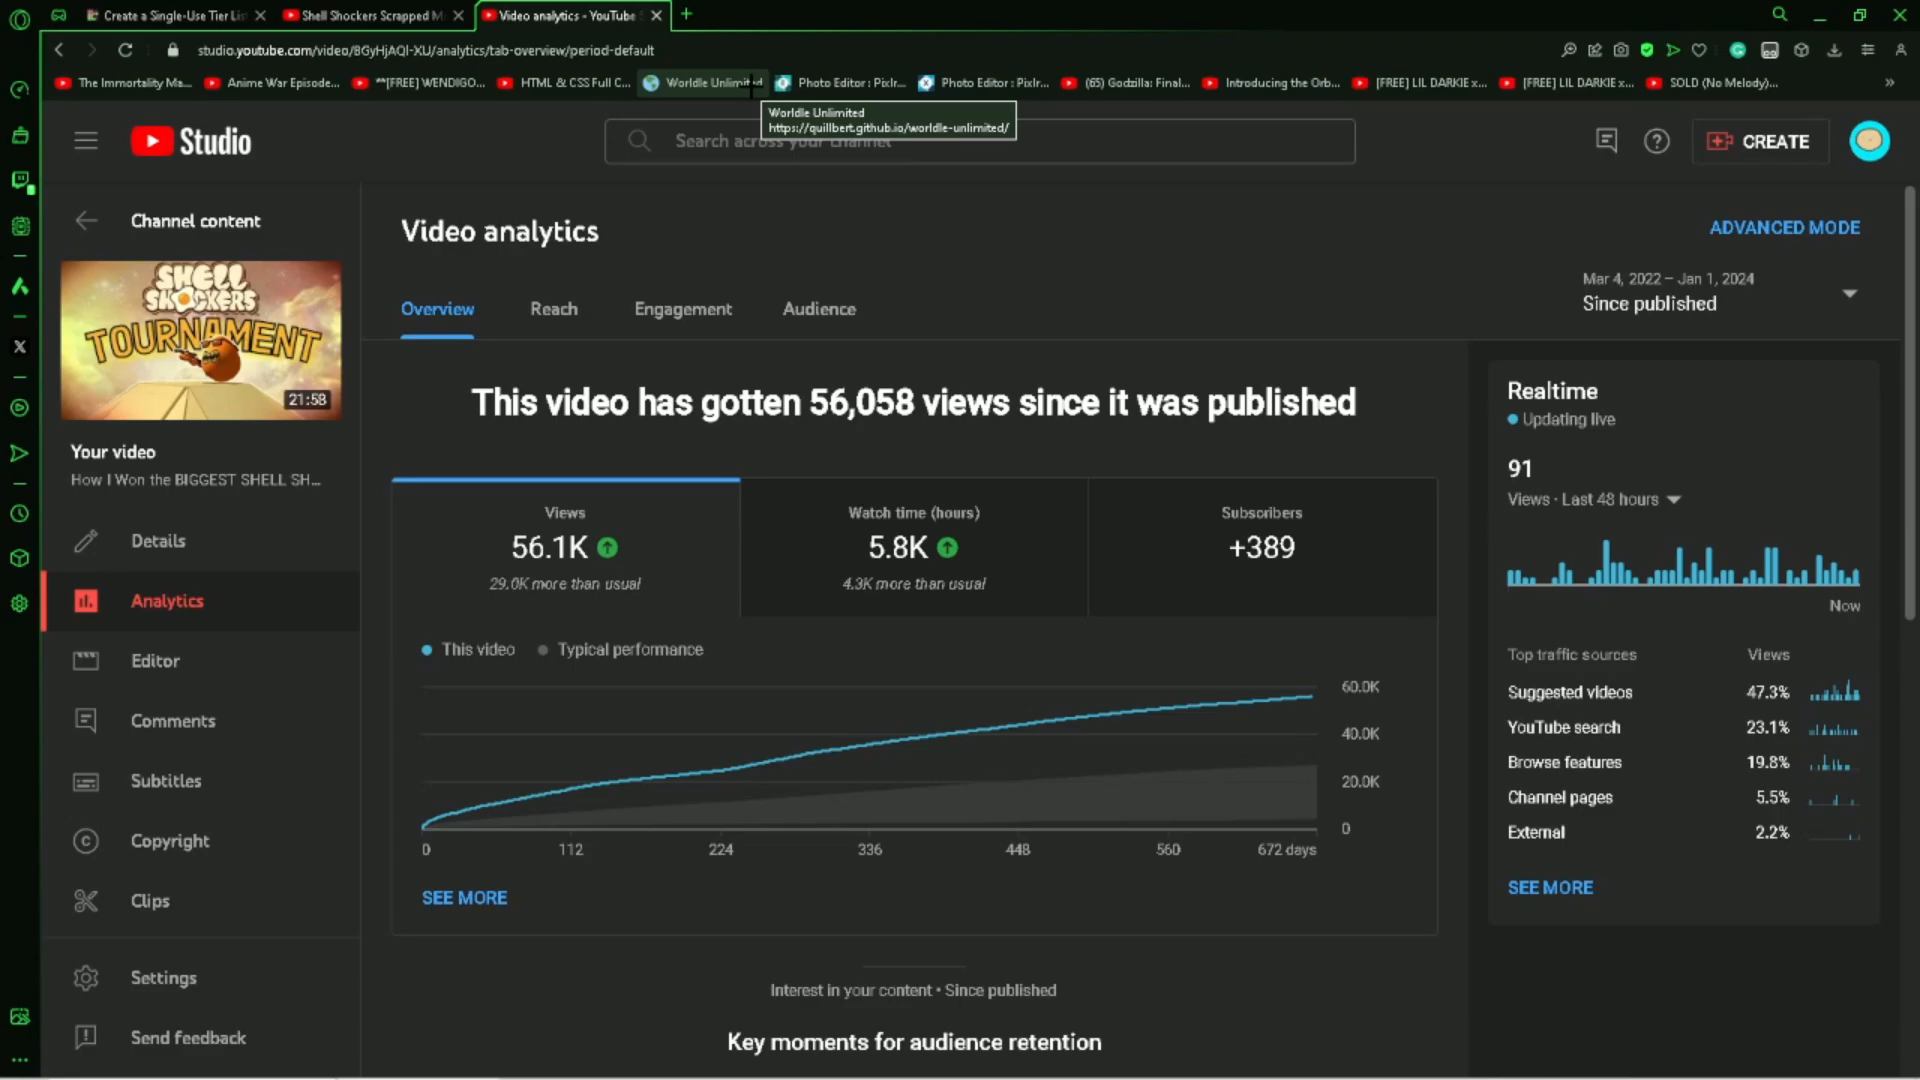 Create a Single-Use Tier Lis
Shell Shockers Scrapped M
Video analytics - YouTube S
studio.youtube.com/video/8GyHjAQl-XU/analytics/tab-overview/period-default
The Immortality Ma...
Anime War Episode...
**[FREE] WENDIGO...
HTML & CSS Full C...
Worldle Unlimited
Photo Editor : Pixlr...
Photo Editor : Pixlr...
(65) Godzilla: Final...
Introducing the Orb...
[FREE] LIL DARKIE x...
[FREE] LIL DARKIE x...
SOLD (No Melody)...
»
Worldle Unlimited
https://quillbert.github.io/worldle-unlimited/
Studio
Search across your channel
CREATE
Channel content
SHELL
SHOCKERS
TOURNAMENT
21:58
Your video
How I Won the BIGGEST SHELL SH...
Details
Analytics
Editor
Comments
Subtitles
Copyright
Clips
Settings
Send feedback
Video analytics
ADVANCED MODE
Overview
Reach
Engagement
Audience
Mar 4, 2022 – Jan 1, 2024
Since published
This video has gotten 56,058 views since it was published
Views
56.1K
29.0K more than usual
Watch time (hours)
5.8K
4.3K more than usual
Subscribers
+389
This video
Typical performance
60.0K
40.0K
20.0K
0
0
112
224
336
448
560
672 days
SEE MORE
Interest in your content • Since published
Key moments for audience retention
Realtime
Updating live
91
Views · Last 48 hours
Now
Top traffic sources
Views
Suggested videos
47.3%
YouTube search
23.1%
Browse features
19.8%
Channel pages
5.5%
External
2.2%
SEE MORE